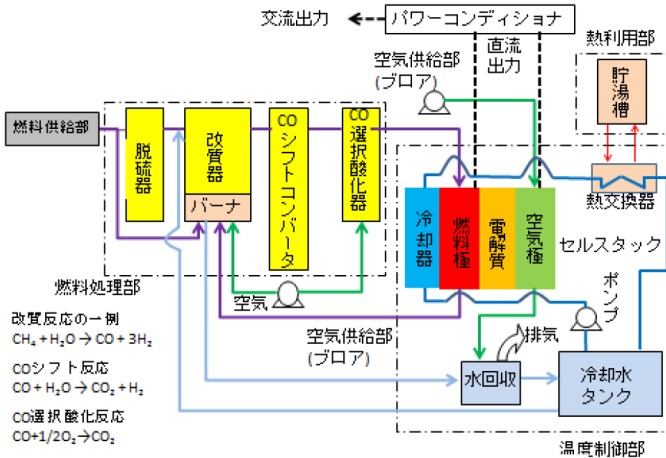 交流出力
パワーコンディショナ
直流
出力
熱利用部
貯湯槽
空気供給部
(ブロア)
燃料供給部
脱硫器
改質器
バーナ
COシフトコンバータ
CO選択酸化器
冷却器
燃料極
電解質
空気極
熱交換器
セルスタック
ポンプ
燃料処理部
空気
空気供給部
(ブロア)
排気
水回収
冷却水
タンク
温度制御部
改質反応の一例
CH₄ + H₂O → CO + 3H₂
COシフト反応
CO + H₂O → CO₂ + H₂
CO選択酸化反応
CO+1/2O₂→CO₂